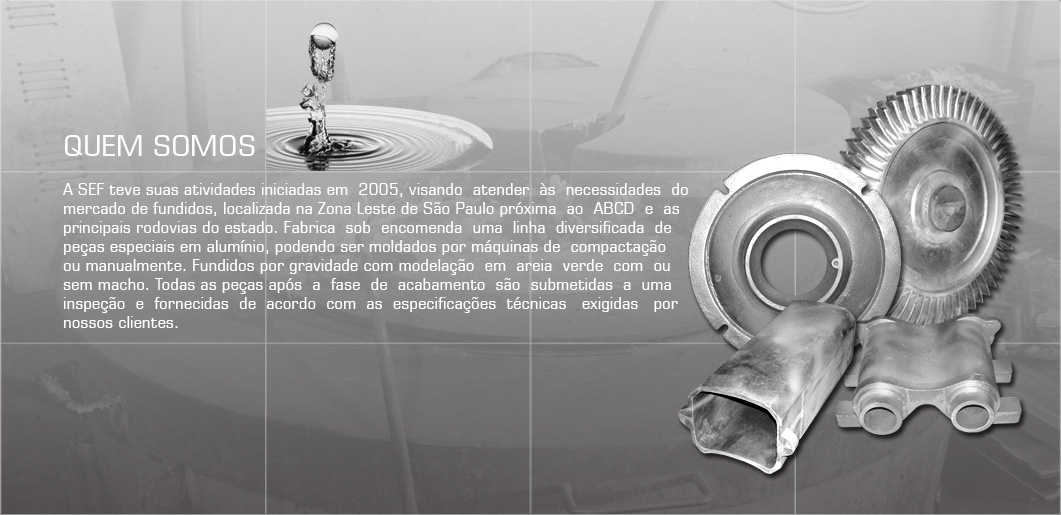 QUEM SOMOS
A SEF teve suas atividades iniciadas em 2005, visando atender às necessidades do
mercado de fundidos, localizada na Zona Leste de São Paulo próxima ao ABCD e as
principais rodovias do estado. Fabrica sob encomenda uma linha diversificada de
peças especiais em alumínio, podendo ser moldados por máquinas de compactação
ou manualmente. Fundidos por gravidade com modelação em areia verde com ou
sem macho. Todas as peças após a fase de acabamento são submetidas a uma
inspeção e fornecidas de acordo com as especificações técnicas exigidas por
nossos clientes.